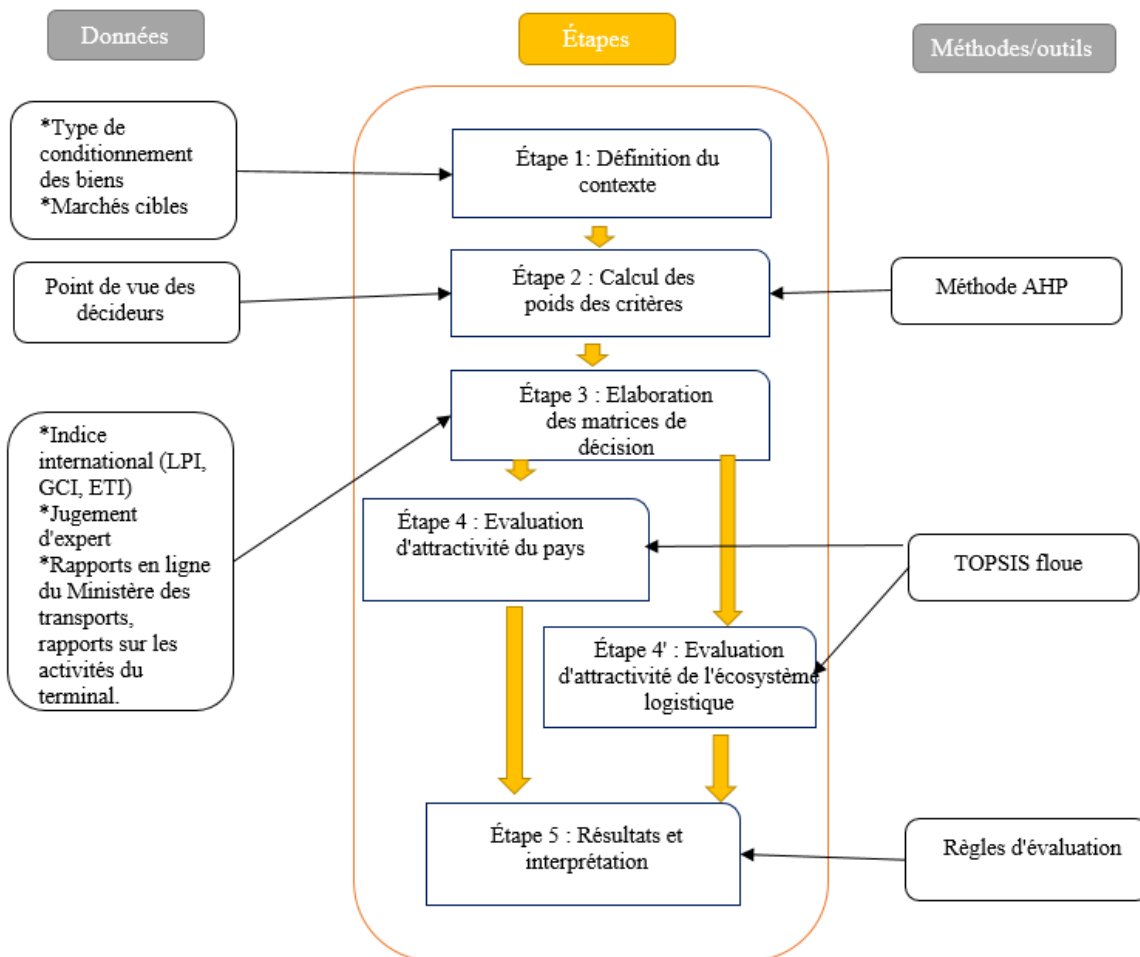 Données
Étapes
Méthodes/outils
*Type de
conditionnement
des biens
*Marchés cibles
Étape 1: Définition du
contexte
Point de vue des
décideurs
Étape 2 : Calcul des
poids des critères
Méthode AHP
*Indice
international (LPI,
GCI, ETI)
*Jugement
d'expert
*Rapports en ligne
du Ministère des
transports,
rapports sur les
activités du
terminal.
Étape 3 : Elaboration
des matrices de
décision
Étape 4 : Evaluation
d'attractivité du pays
TOPSIS floue
Étape 4' : Evaluation
d'attractivité de l'écosystème
logistique
Étape 5 : Résultats et
interprétation
Règles d'évaluation